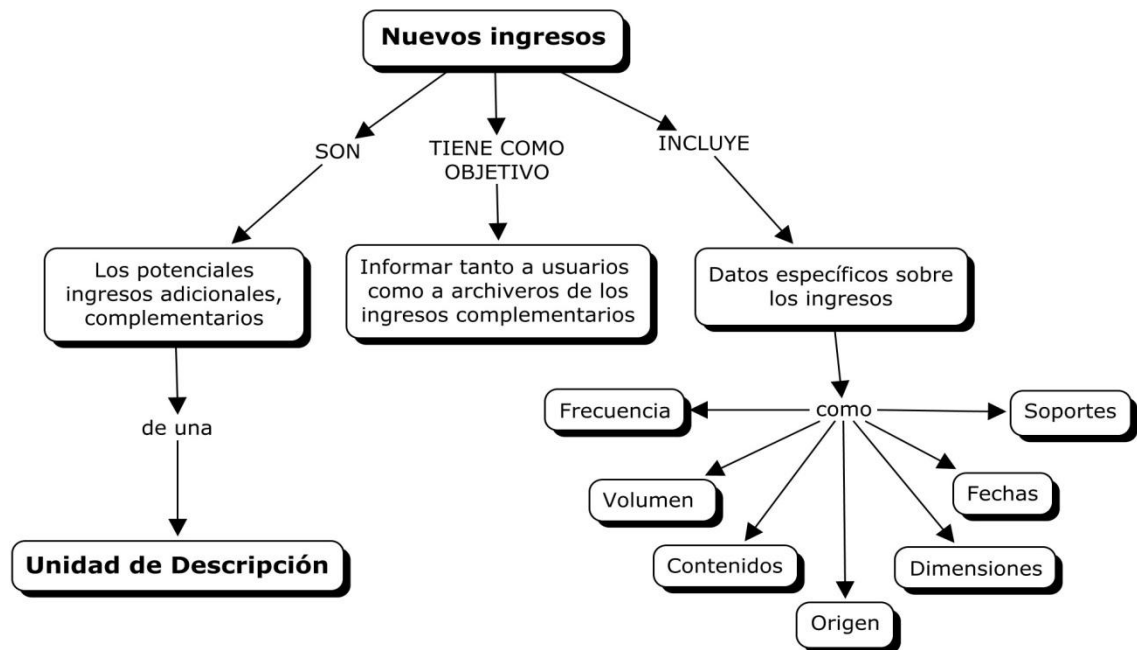 Nuevos ingresos
SON
TIENE COMO
OBJETIVO
INCLUYE
Los potenciales
ingresos adicionales,
complementarios
Informar tanto a usuarios
como a archiveros de los
ingresos complementarios
Datos específicos sobre
los ingresos
de una
Unidad de Descripción
como
Frecuencia
Soportes
Volumen
Fechas
Contenidos
Dimensiones
Origen